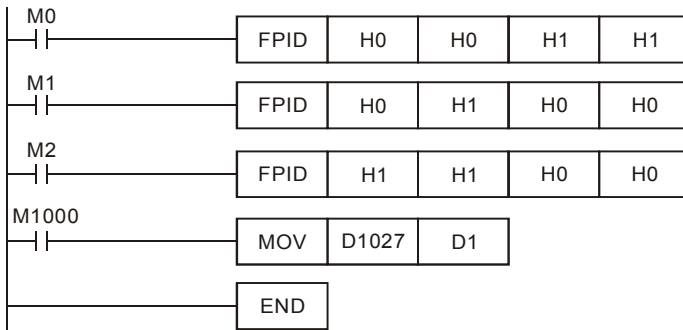 M0
FPID H0 H0 H1 H1
M1
FPID H0 H1 H0 H0
M2
FPID H1 H1 H0 H0
M1000
MOV D1027 D1
END